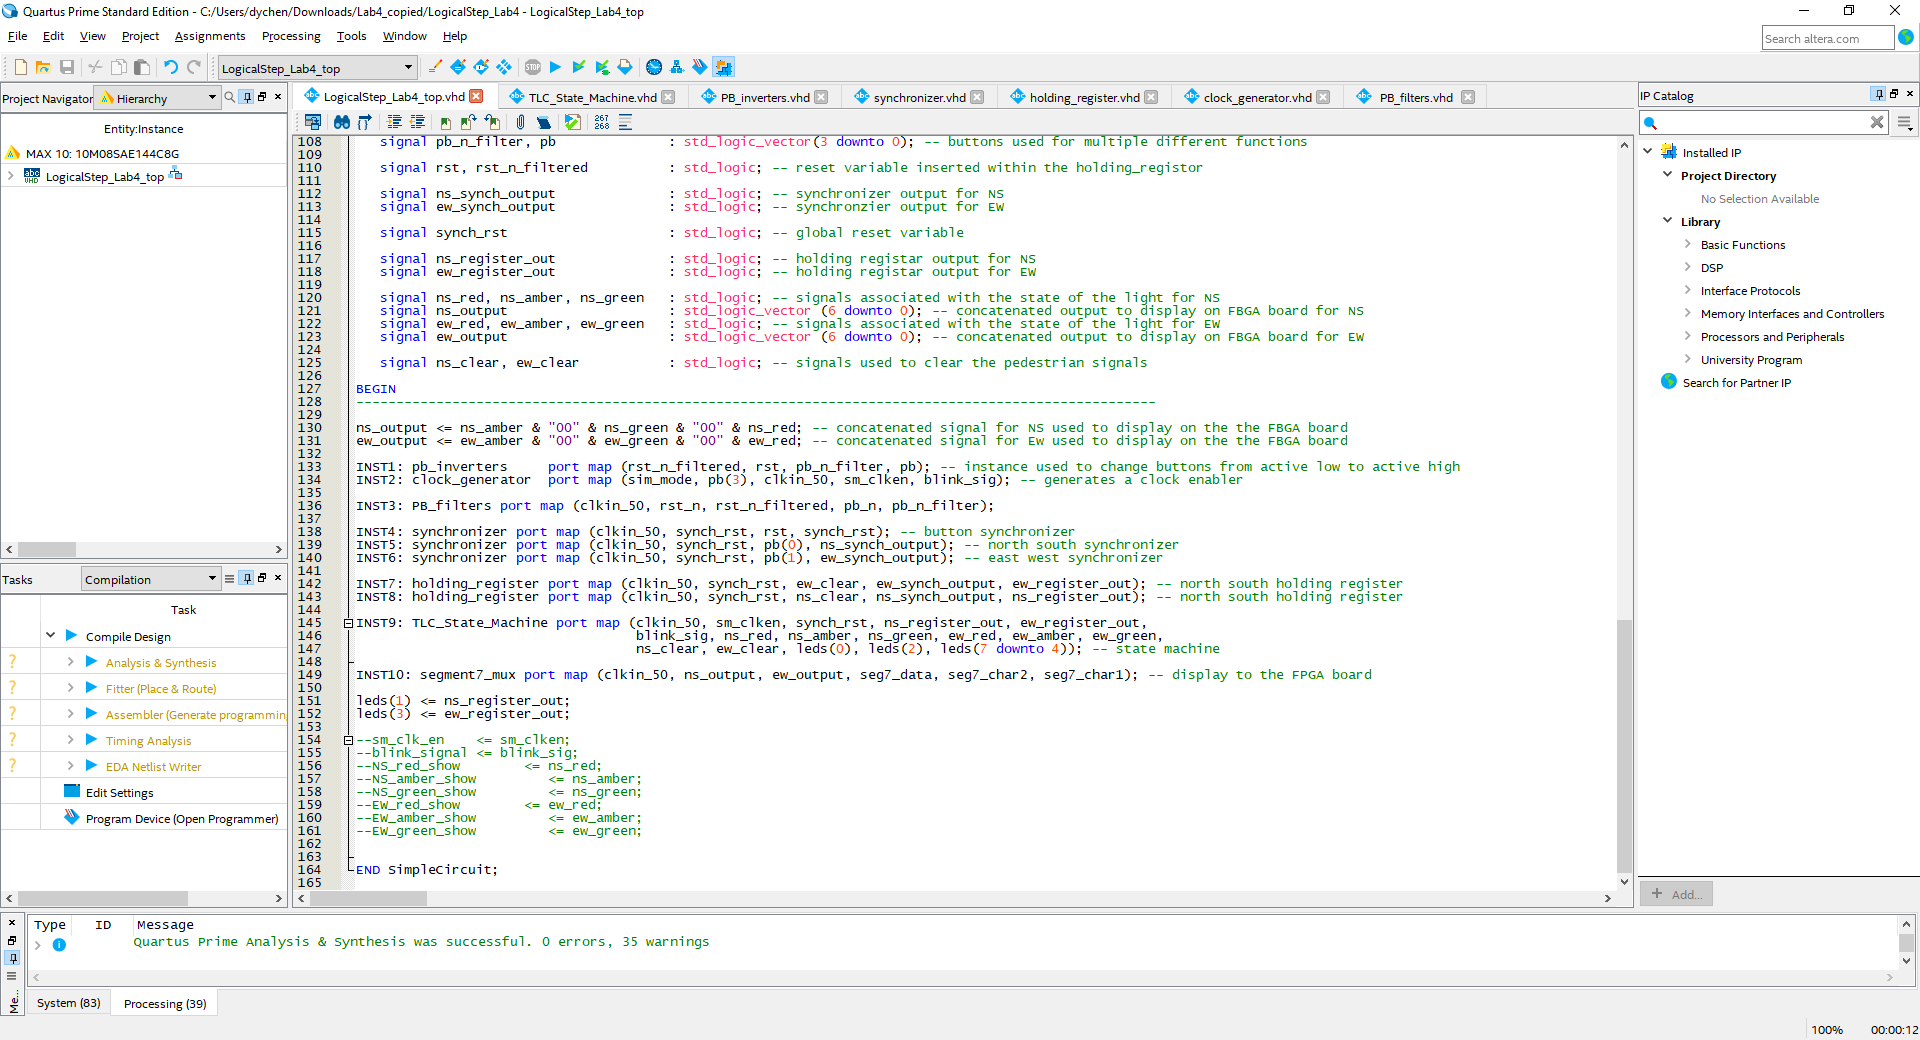 Quartus Prime Standard Edition - C:/Users/dychen/Downloads/Lab4_copied/LogicalStep_Lab4 - LogicalStep_Lab4_top
File Edit View Project Assignments Processing Tools Window Help
Search altera.com
LogicalStep_Lab4_top
Project Navigator Hierarchy
Entity:Instance
MAX 10: 10M08SAE144C8G
LogicalStep_Lab4_top
LogicalStep_Lab4_top.vhd TLC_State_Machine.vhd PB_inverters.vhd synchronizer.vhd holding_register.vhd clock_generator.vhd PB_filters.vhd
267
268
108 signal pb_n_filter, pb : std_logic_vector(3 downto 0); -- buttons used for multiple different functions
109
110 signal rst, rst_n_filtered : std_logic; -- reset variable inserted within the holding_registor
111
112 signal ns_synch_output : std_logic; -- synchronizer output for NS
113 signal ew_synch_output : std_logic; -- synchronzier output for EW
114
115 signal synch_rst : std_logic; -- global reset variable
116
117 signal ns_register_out : std_logic; -- holding registar output for NS
118 signal ew_register_out : std_logic; -- holding registar output for EW
119
120 signal ns_red, ns_amber, ns_green : std_logic; -- signals associated with the state of the light for NS
121 signal ns_output : std_logic_vector (6 downto 0); -- concatenated output to display on FBGA board for NS
122 signal ew_red, ew_amber, ew_green : std_logic; -- signals associated with the state of the light for EW
123 signal ew_output : std_logic_vector (6 downto 0); -- concatenated output to display on FBGA board for EW
124
125 signal ns_clear, ew_clear : std_logic; -- signals used to clear the pedestrian signals
126
127 BEGIN
128 ----------------------------------------------------------------------------------------------------
129
130 ns_output <= ns_amber & "00" & ns_green & "00" & ns_red; -- concatenated signal for NS used to display on the the FBGA board
131 ew_output <= ew_amber & "00" & ew_green & "00" & ew_red; -- concatenated signal for Ew used to display on the the FBGA board
132
133 INST1: pb_inverters port map (rst_n_filtered, rst, pb_n_filter, pb); -- instance used to change buttons from active low to active high
134 INST2: clock_generator port map (sim_mode, pb(3), clkin_50, sm_clken, blink_sig); -- generates a clock enabler
135
136 INST3: PB_filters port map (clkin_50, rst_n, rst_n_filtered, pb_n, pb_n_filter);
137
138 INST4: synchronizer port map (clkin_50, synch_rst, rst, synch_rst); -- button synchronizer
139 INST5: synchronizer port map (clkin_50, synch_rst, pb(0), ns_synch_output); -- north south synchronizer
140 INST6: synchronizer port map (clkin_50, synch_rst, pb(1), ew_synch_output); -- east west synchronizer
141
142 INST7: holding_register port map (clkin_50, synch_rst, ew_clear, ew_synch_output, ew_register_out); -- north south holding register
143 INST8: holding_register port map (clkin_50, synch_rst, ns_clear, ns_synch_output, ns_register_out); -- north south holding register
144
145 INST9: TLC_State_Machine port map (clkin_50, sm_clken, synch_rst, ns_register_out, ew_register_out,
146 blink_sig, ns_red, ns_amber, ns_green, ew_red, ew_amber, ew_green,
147 ns_clear, ew_clear, leds(0), leds(2), leds(7 downto 4)); -- state machine
148
149 INST10: segment7_mux port map (clkin_50, ns_output, ew_output, seg7_data, seg7_char2, seg7_char1); -- display to the FPGA board
150
151 leds(1) <= ns_register_out;
152 leds(3) <= ew_register_out;
153
154 --sm_clk_en <= sm_clken;
155 --blink_signal <= blink_sig;
156 --NS_red_show <= ns_red;
157 --NS_amber_show <= ns_amber;
158 --NS_green_show <= ns_green;
159 --EW_red_show <= ew_red;
160 --EW_amber_show <= ew_amber;
161 --EW_green_show <= ew_green;
162
163
164 END SimpleCircuit;
165
IP Catalog
Installed IP
Project Directory
No Selection Available
Library
Basic Functions
DSP
Interface Protocols
Memory Interfaces and Controllers
Processors and Peripherals
University Program
Search for Partner IP
+ Add...
Tasks Compilation
Task
Compile Design
Analysis & Synthesis
Fitter (Place & Route)
Assembler (Generate programmin
Timing Analysis
EDA Netlist Writer
Edit Settings
Program Device (Open Programmer)
Type ID Message
Quartus Prime Analysis & Synthesis was successful. 0 errors, 35 warnings
Me...
System (83) Processing (39)
100% 00:00:12